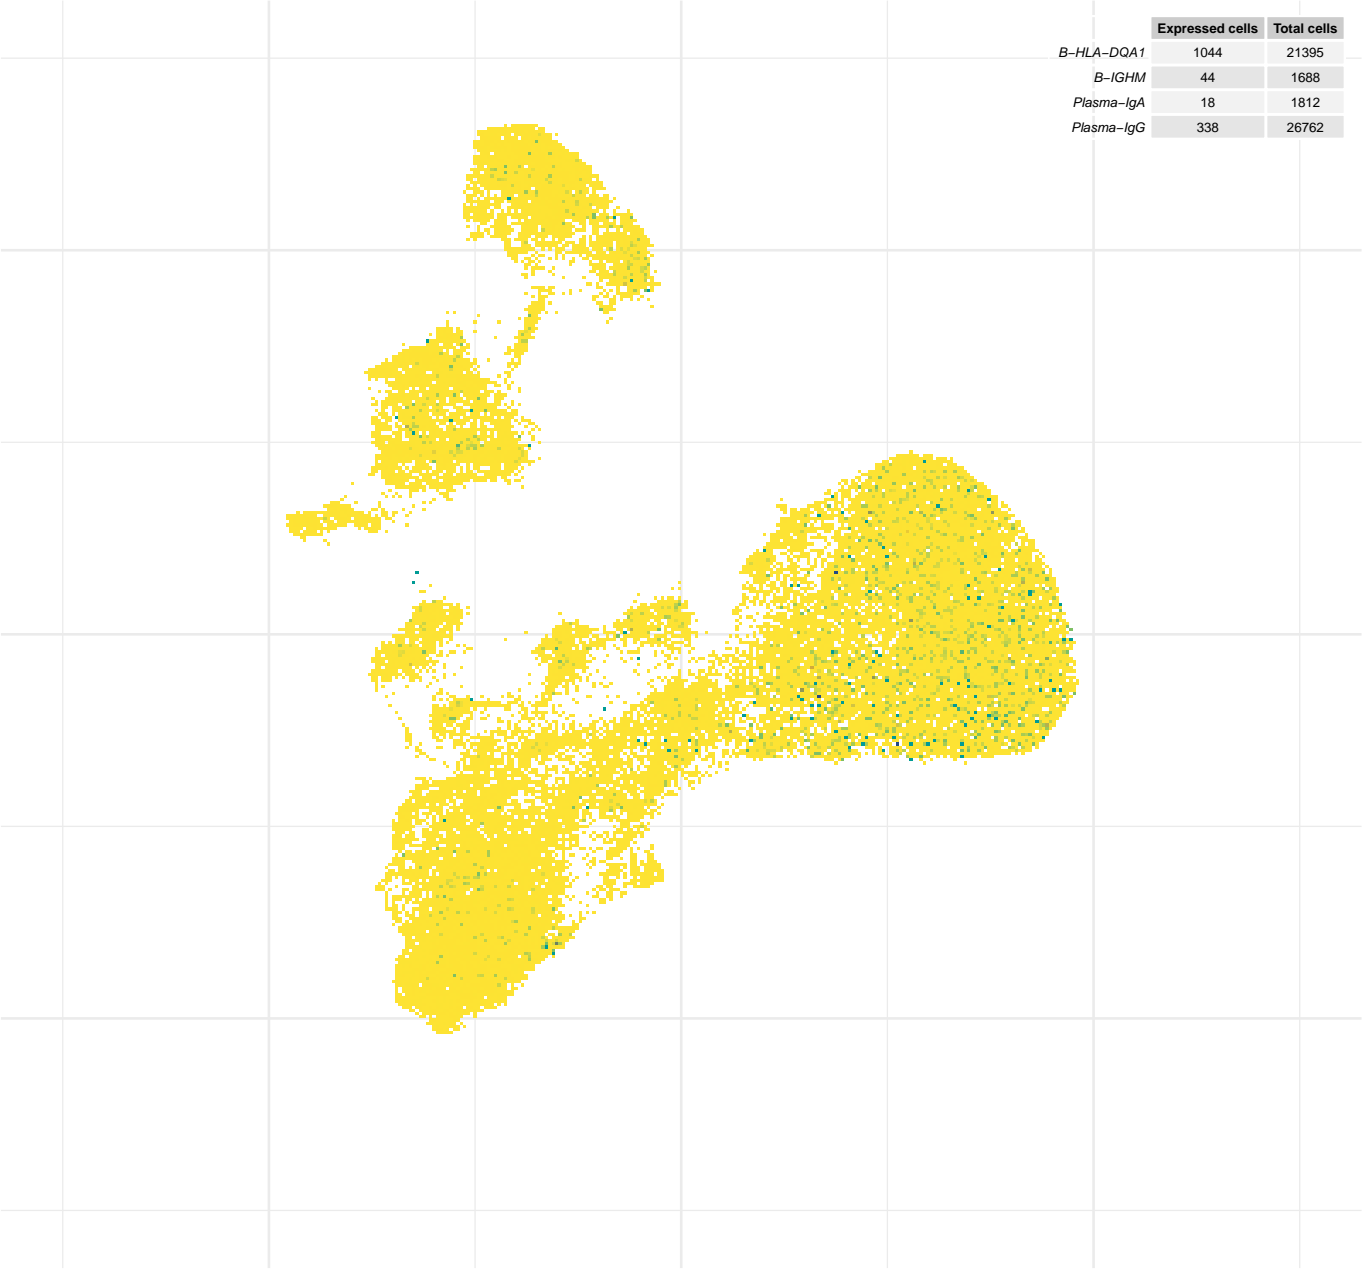 Expressed cells Total cells
B−HLA−DQA1 1044 21395
B−IGHM 44 1688
Plasma−IgA 18 1812
Plasma−IgG 338 26762